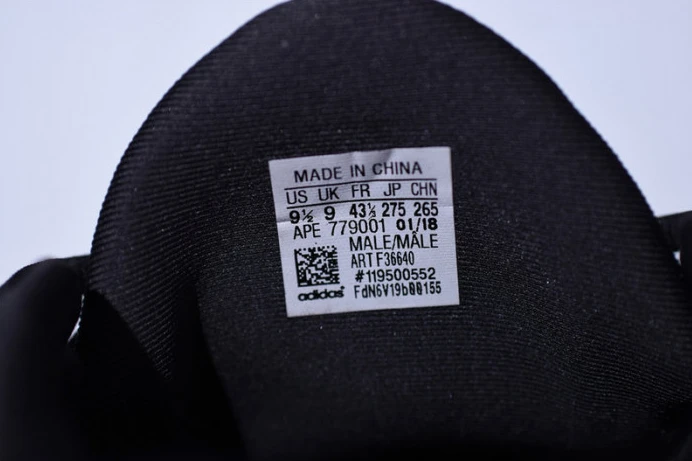 MADE IN CHINA
US UK FR JP CHN
9½ 9 43⅓ 275 265
APE 779001 01/18
MALE/MÂLE
ART F36640
#119500552
adidas FdN6V19b00155